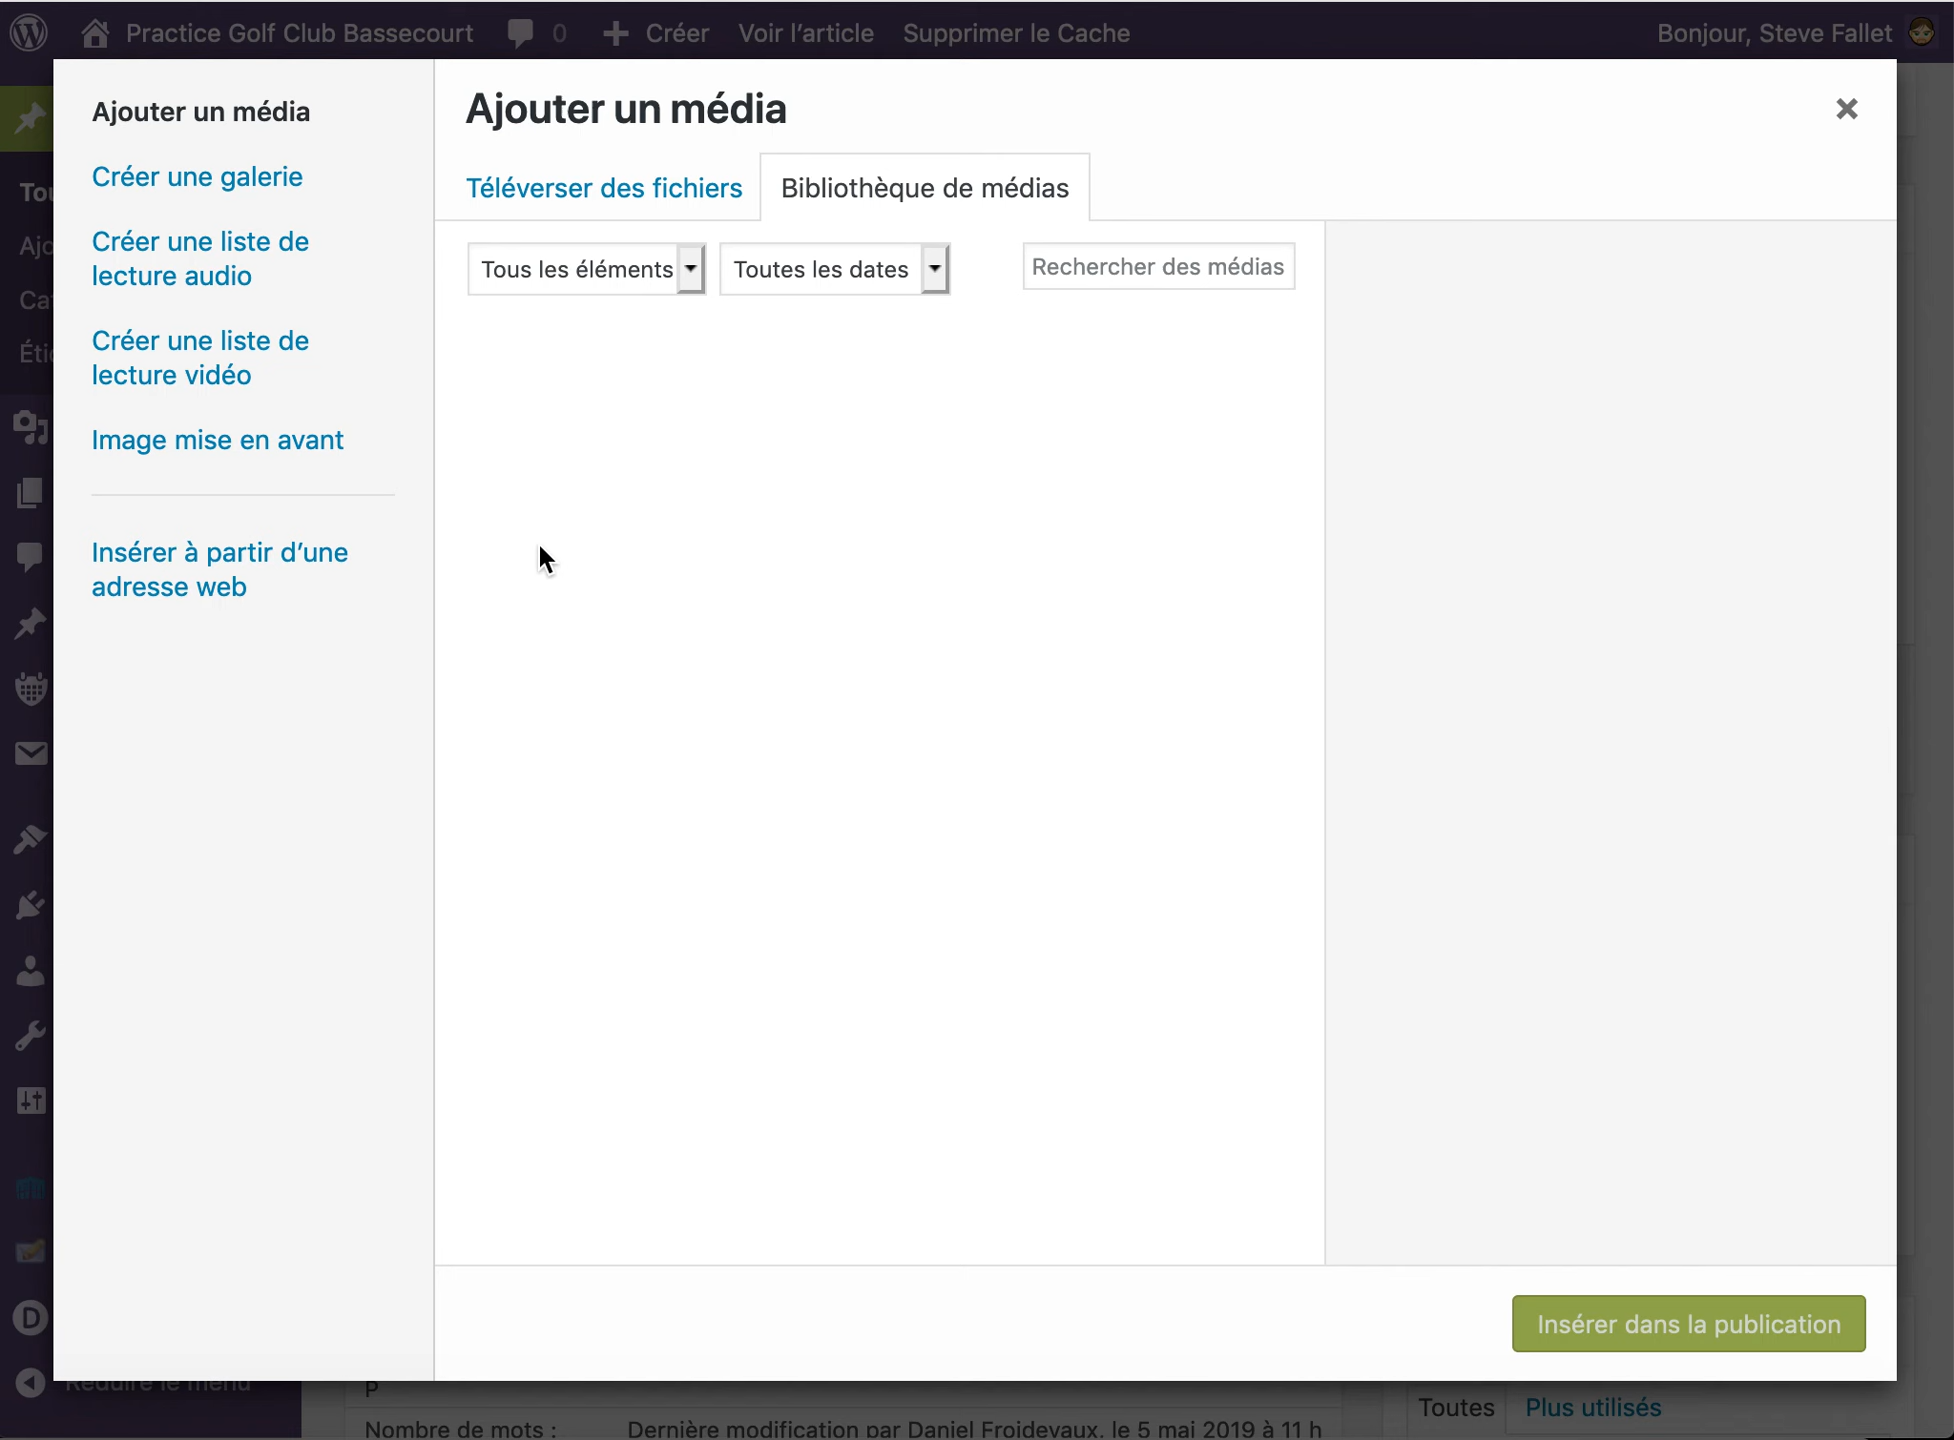 Practice Golf Club Bassecourt 0 Créer Voir l'article Supprimer le Cache Bonjour, Steve Fallet
Ajouter un média
Créer une galerie
Créer une liste de
lecture audio
Créer une liste de
lecture vidéo
Image mise en avant
Insérer à partir d’une
adresse web
Ajouter un média
Téléverser des fichiers Bibliothèque de médias
Tous les éléments Toutes les dates Rechercher des médias
Insérer dans la publication
Tou
Ajo
Ca
Étic
D
Réduire le menu
P
Nombre de mots : Dernière modification par Daniel Froidevaux, le 5 mai 2019 à 11 h
Toutes Plus utilisés